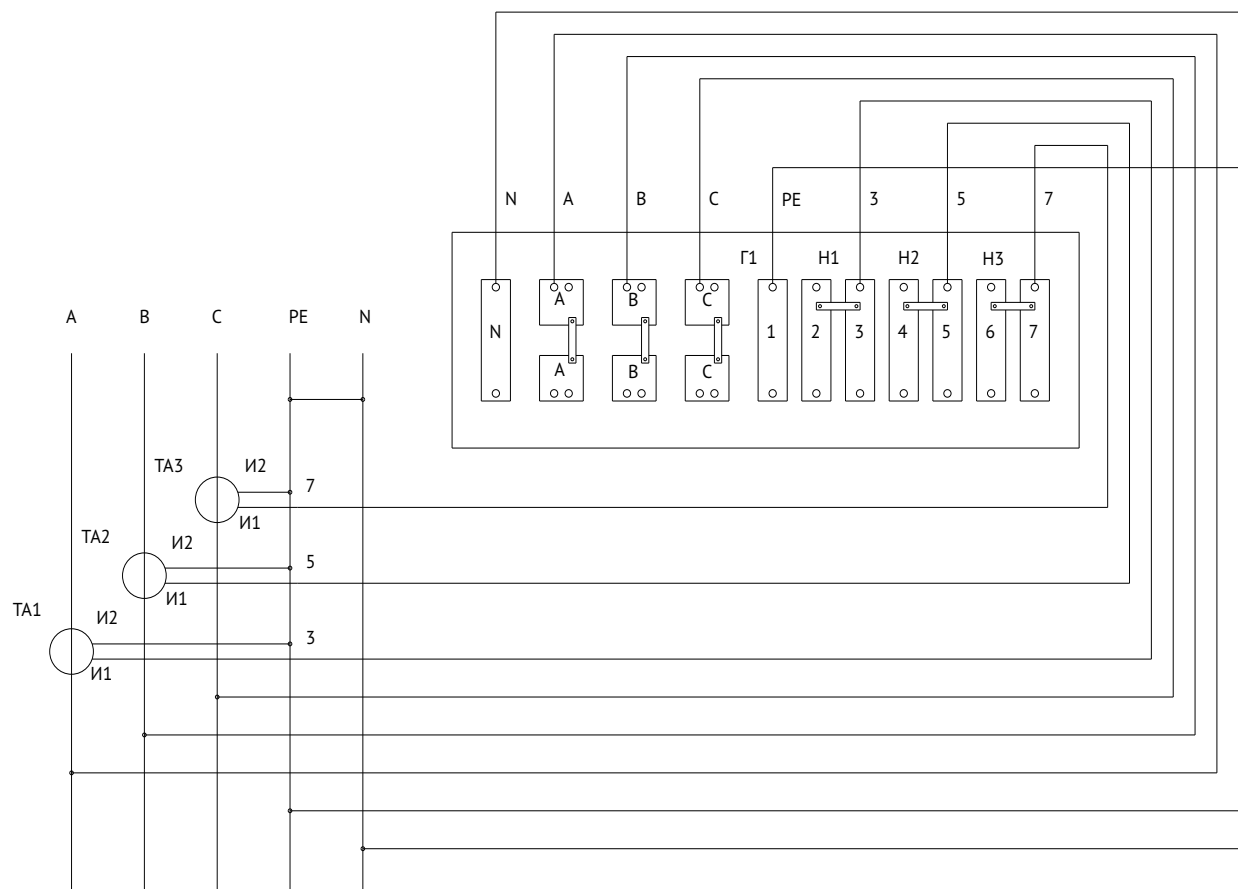 N A B C PE 3 5 7
Г1 Н1 Н2 Н3
A B C PE N
A B C
N 1 2 3 4 5 6 7
A B C
ТА3 И2
7
И1
ТА2 И2
5
И1
ТА1 И2
3
И1